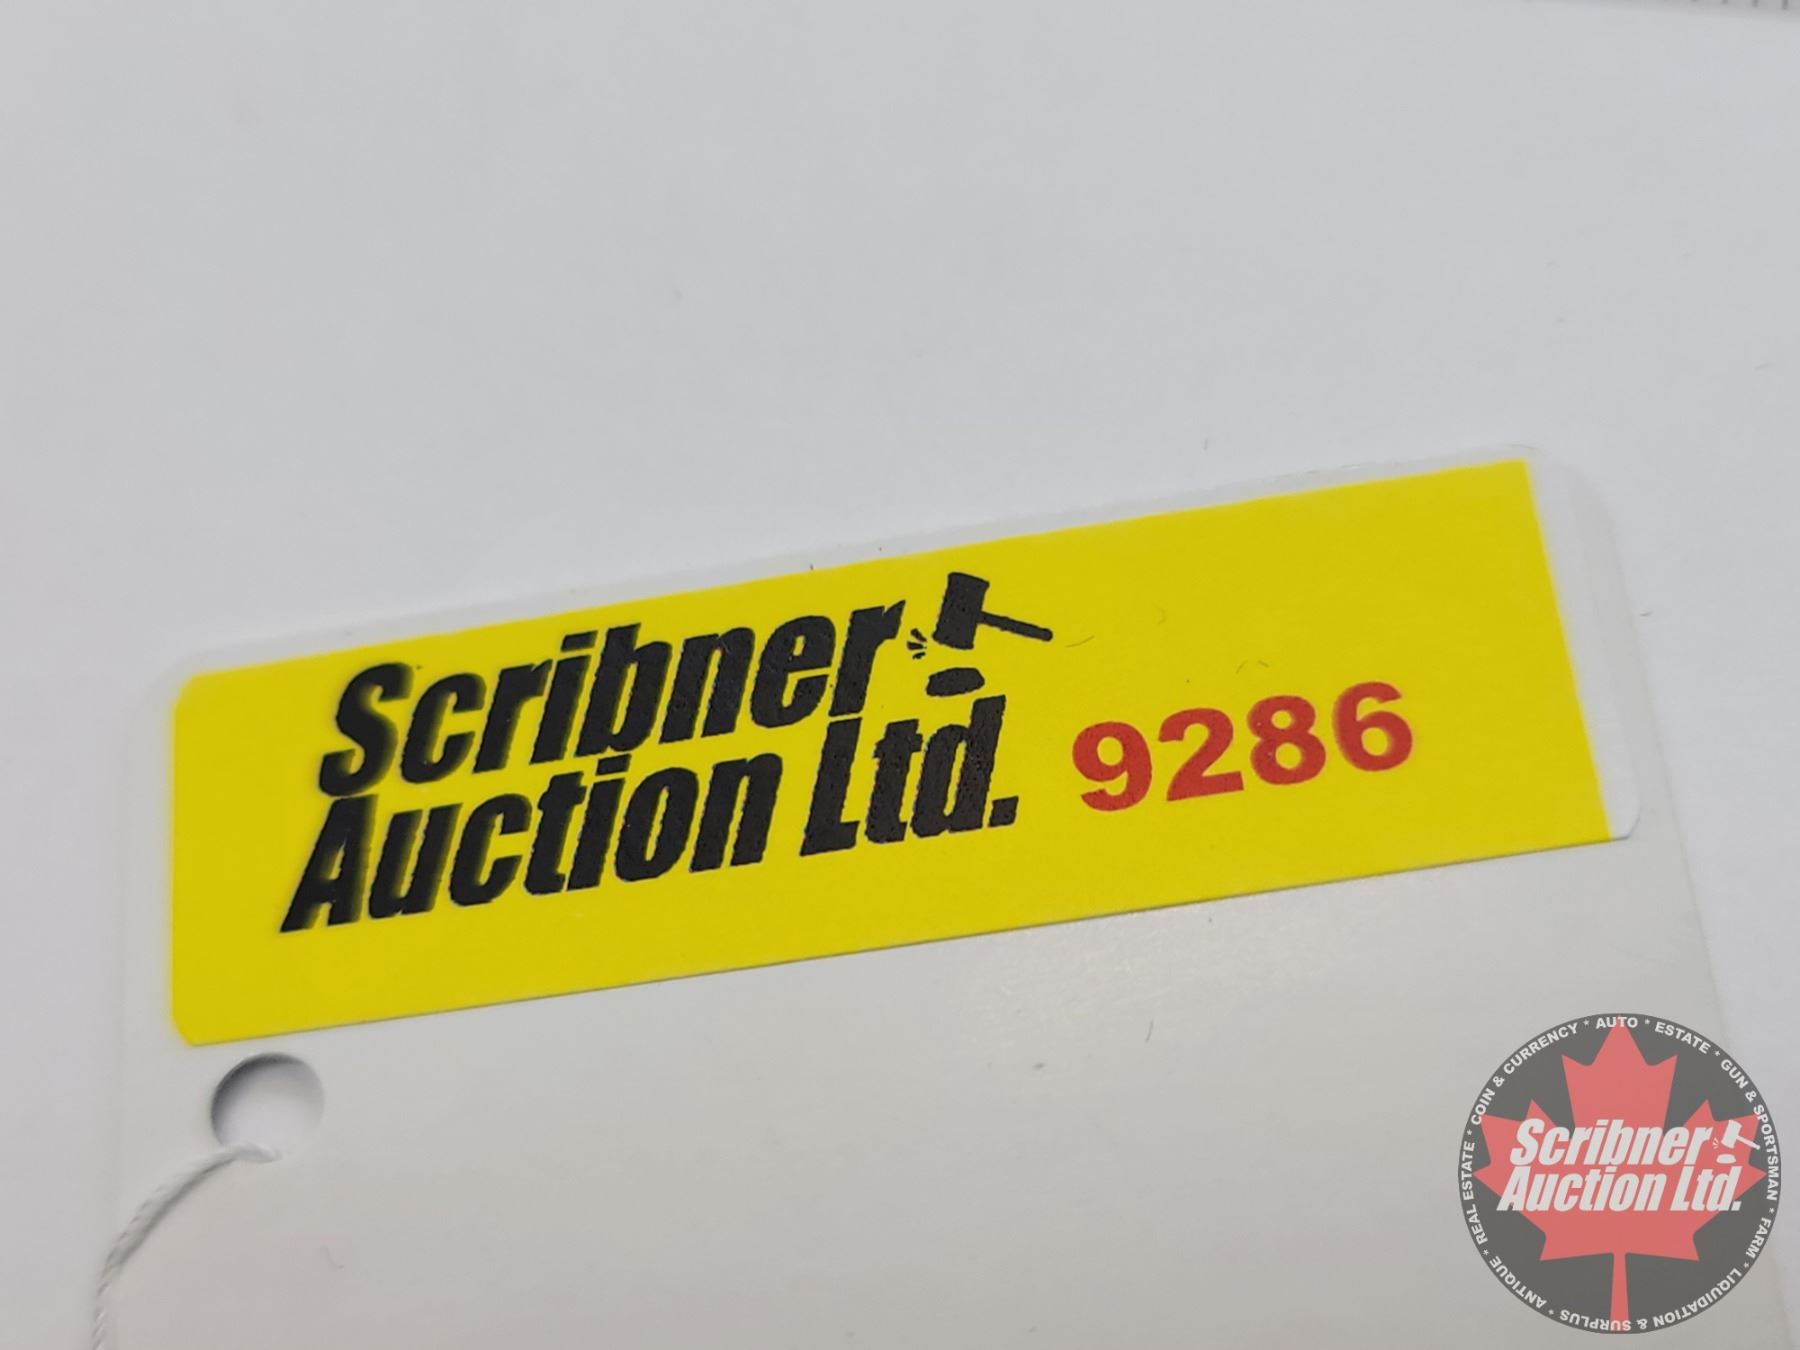 Scribner
Auction Ltd. 9286
COIN & CURRENCY * AUTO * ESTATE * GUN & SPORTSMAN * FARM * LIQUIDATION & SURPLUS * ANTIQUE * REAL ESTATE *
Scribner
Auction Ltd.